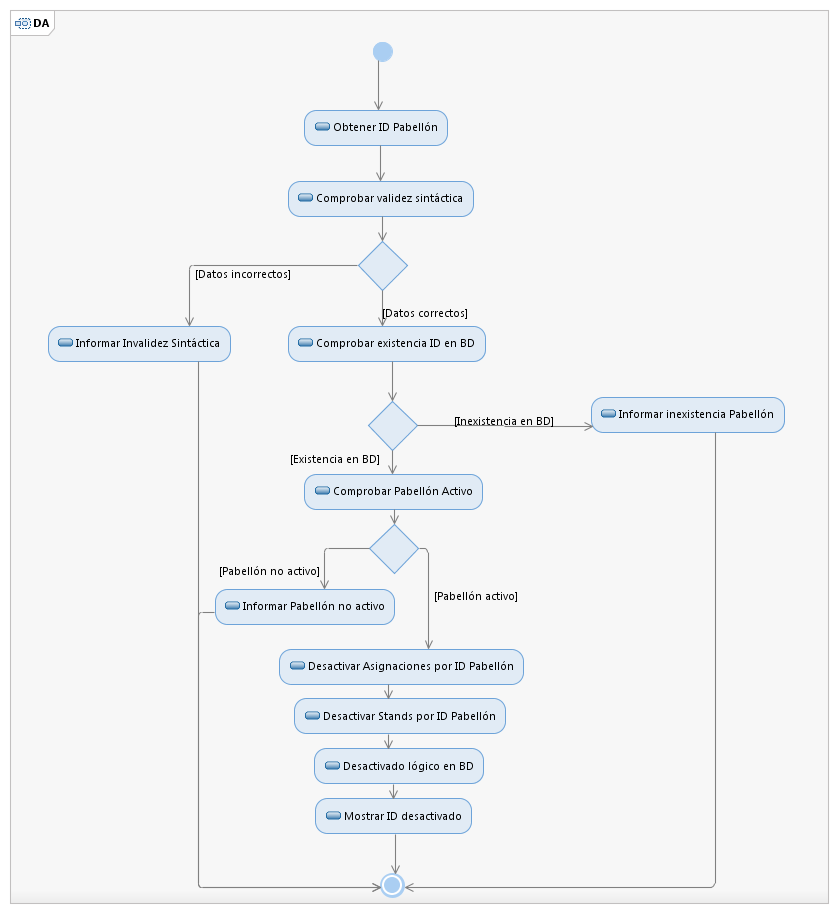 DA
Obtener ID Pabellón
Comprobar validez sintáctica
[Datos incorrectos]
[Datos correctos]
Informar Invalidez Sintáctica
Comprobar existencia ID en BD
[Inexistencia en BD]
Informar inexistencia Pabellón
[Existencia en BD]
Comprobar Pabellón Activo
[Pabellón no activo]
[Pabellón activo]
Informar Pabellón no activo
Desactivar Asignaciones por ID Pabellón
Desactivar Stands por ID Pabellón
Desactivado lógico en BD
Mostrar ID desactivado